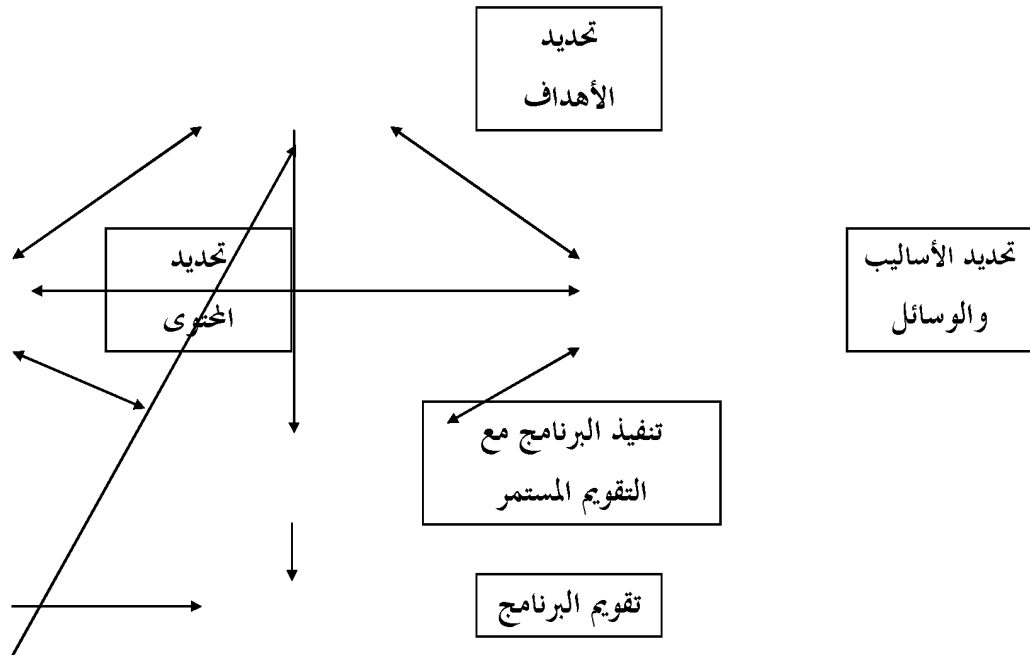 تحديد
الأهداف
تحديد الأساليب
والوسائل
تحديد
المحتوى
تنفيذ البرنامج مع
التقويم المستمر
تقويم البرنامج